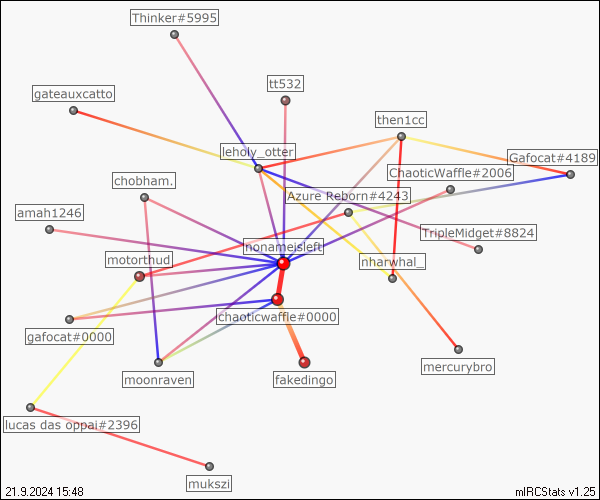 Thinker#5995
tt532
gateauxcatto
then1cc
leholy_otter
Gafocat#4189
ChaoticWaffle#2006
chobham.
Azure Reborn#4243
amah1246
TripleMidget#8824
nonameisleft
motorthud
nharwhal_
chaoticwaffle#0000
gafocat#0000
mercurybro
moonraven
fakedingo
lucas das oppai#2396
mukszi
21.9.2024 15:48
mIRCStats v1.25